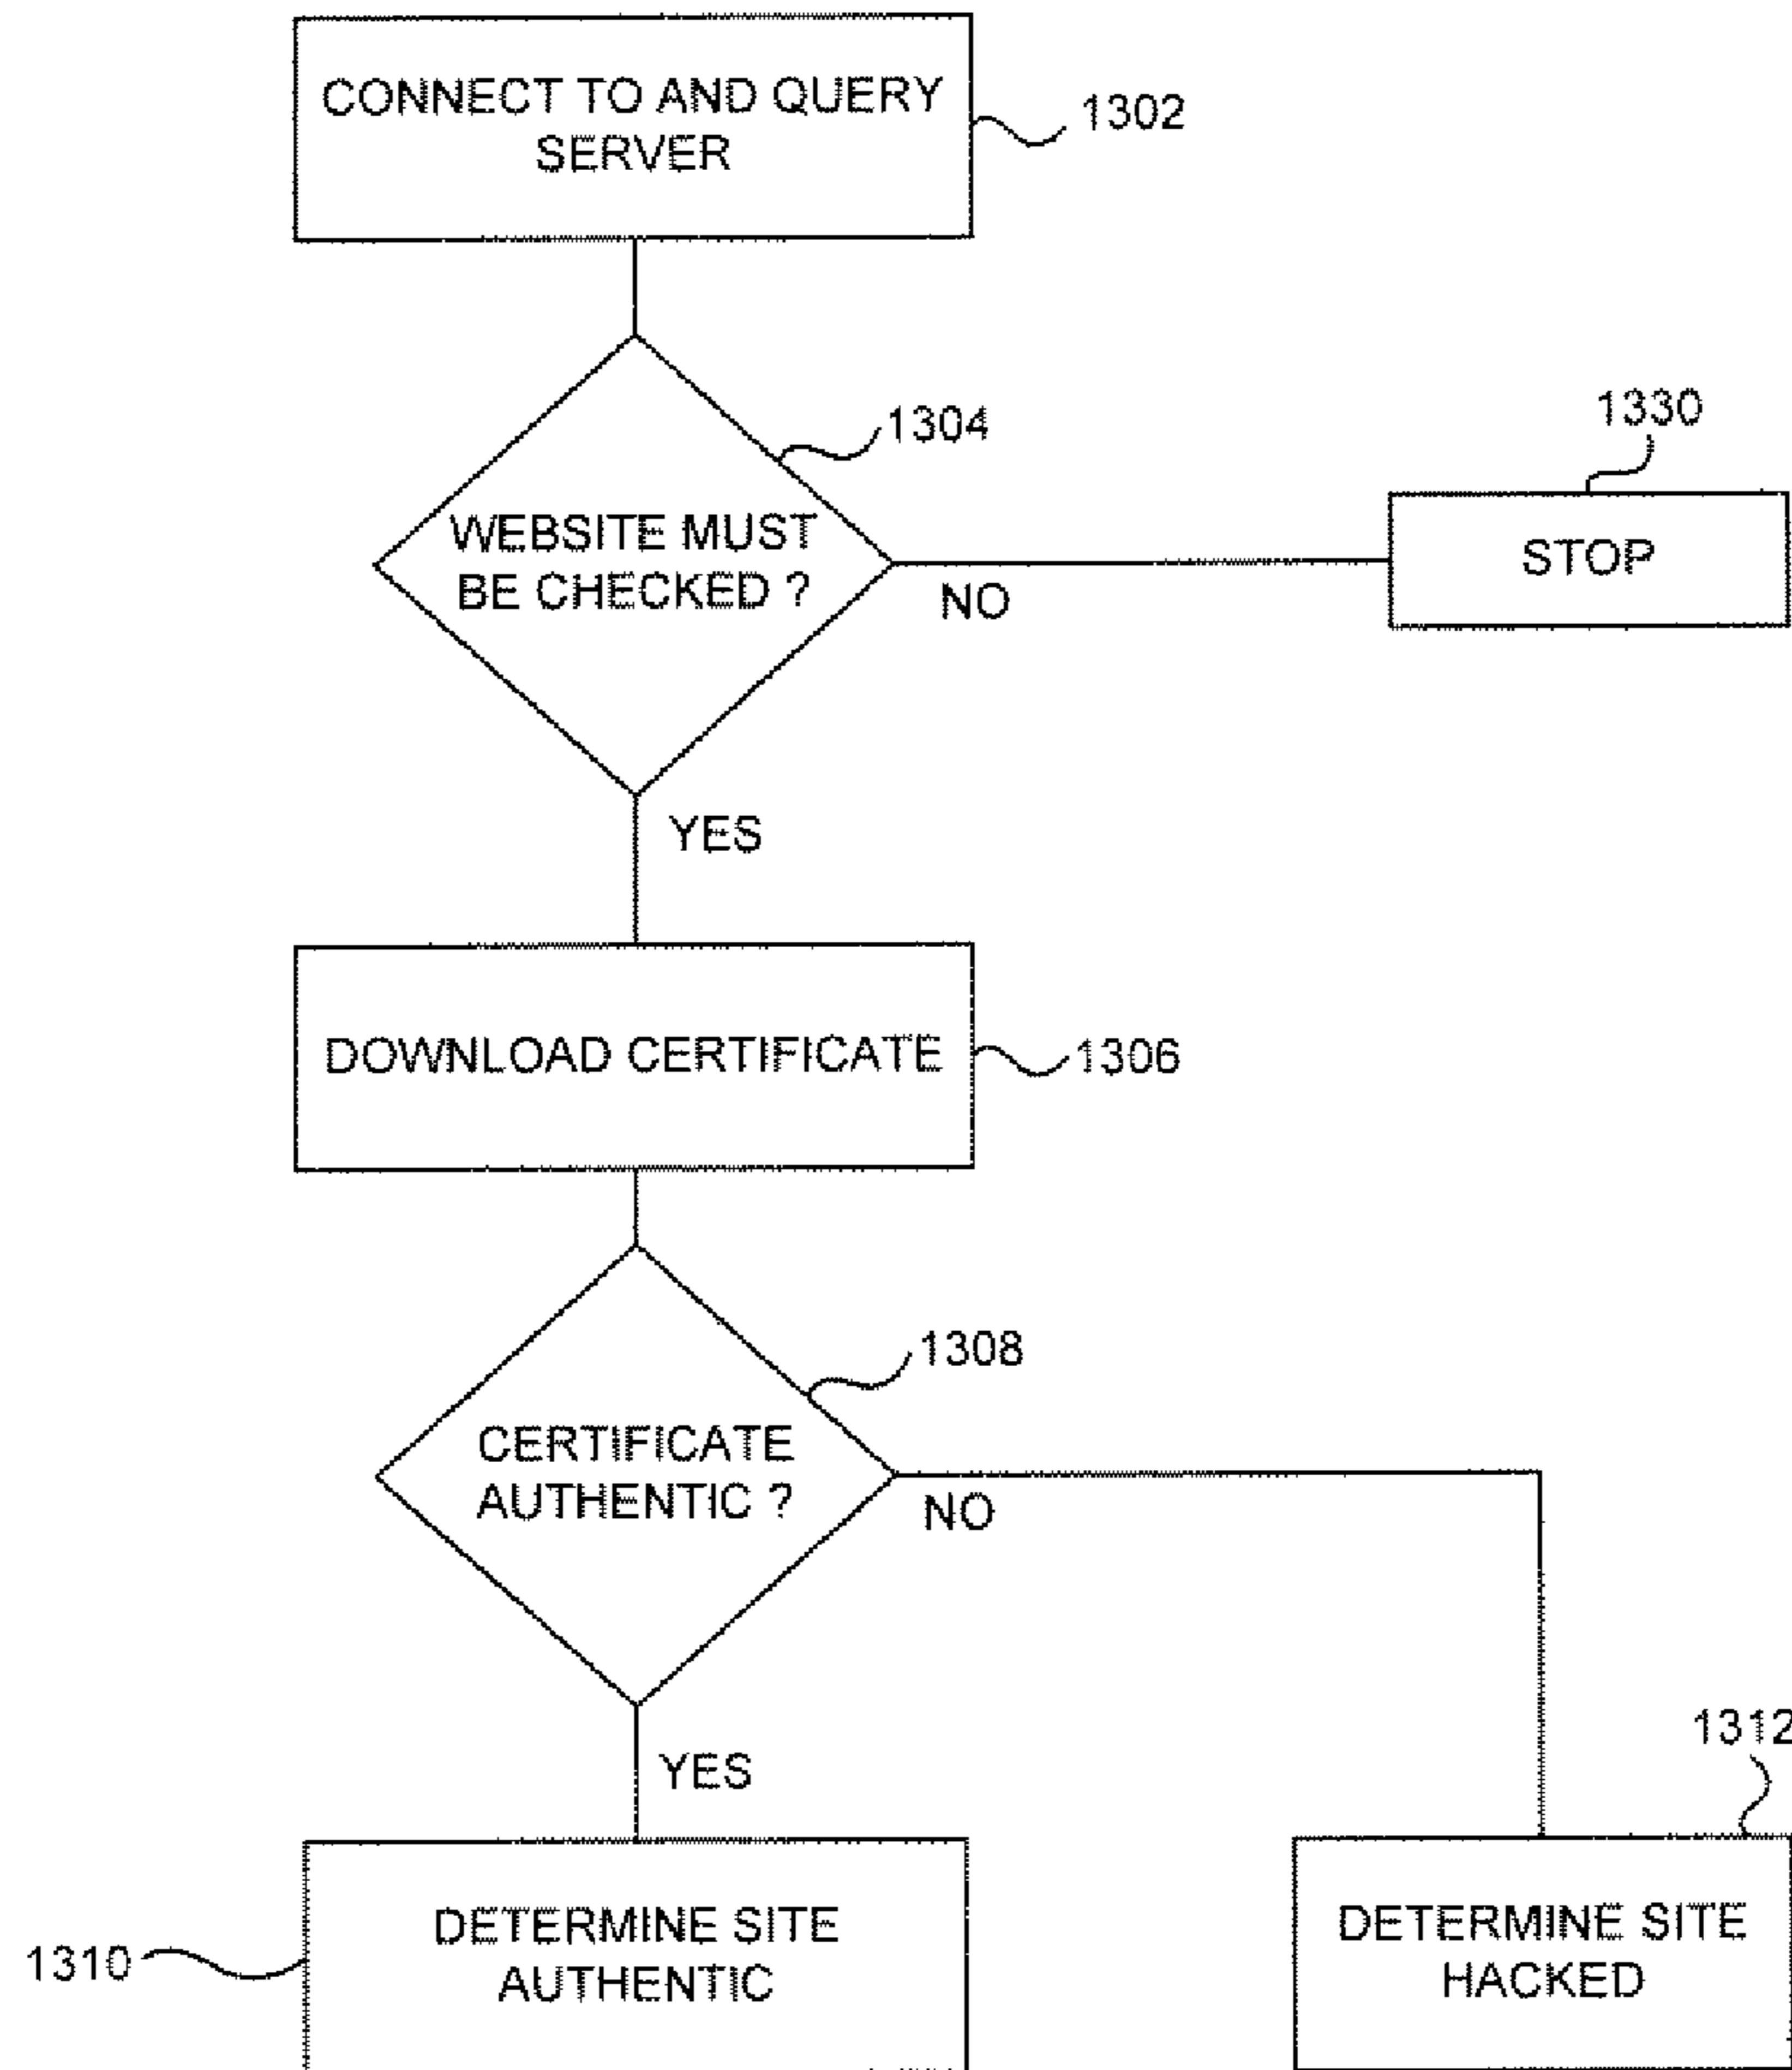 CONNECT TO AND QUERY
SERVER
1302
1304
WEBSITE MUST
BE CHECKED ?
NO
1330
STOP
YES
DOWNLOAD CERTIFICATE
1306
1308
CERTIFICATE
AUTHENTIC ?
NO
YES
1310
DETERMINE SITE
AUTHENTIC
1312
DETERMINE SITE
HACKED